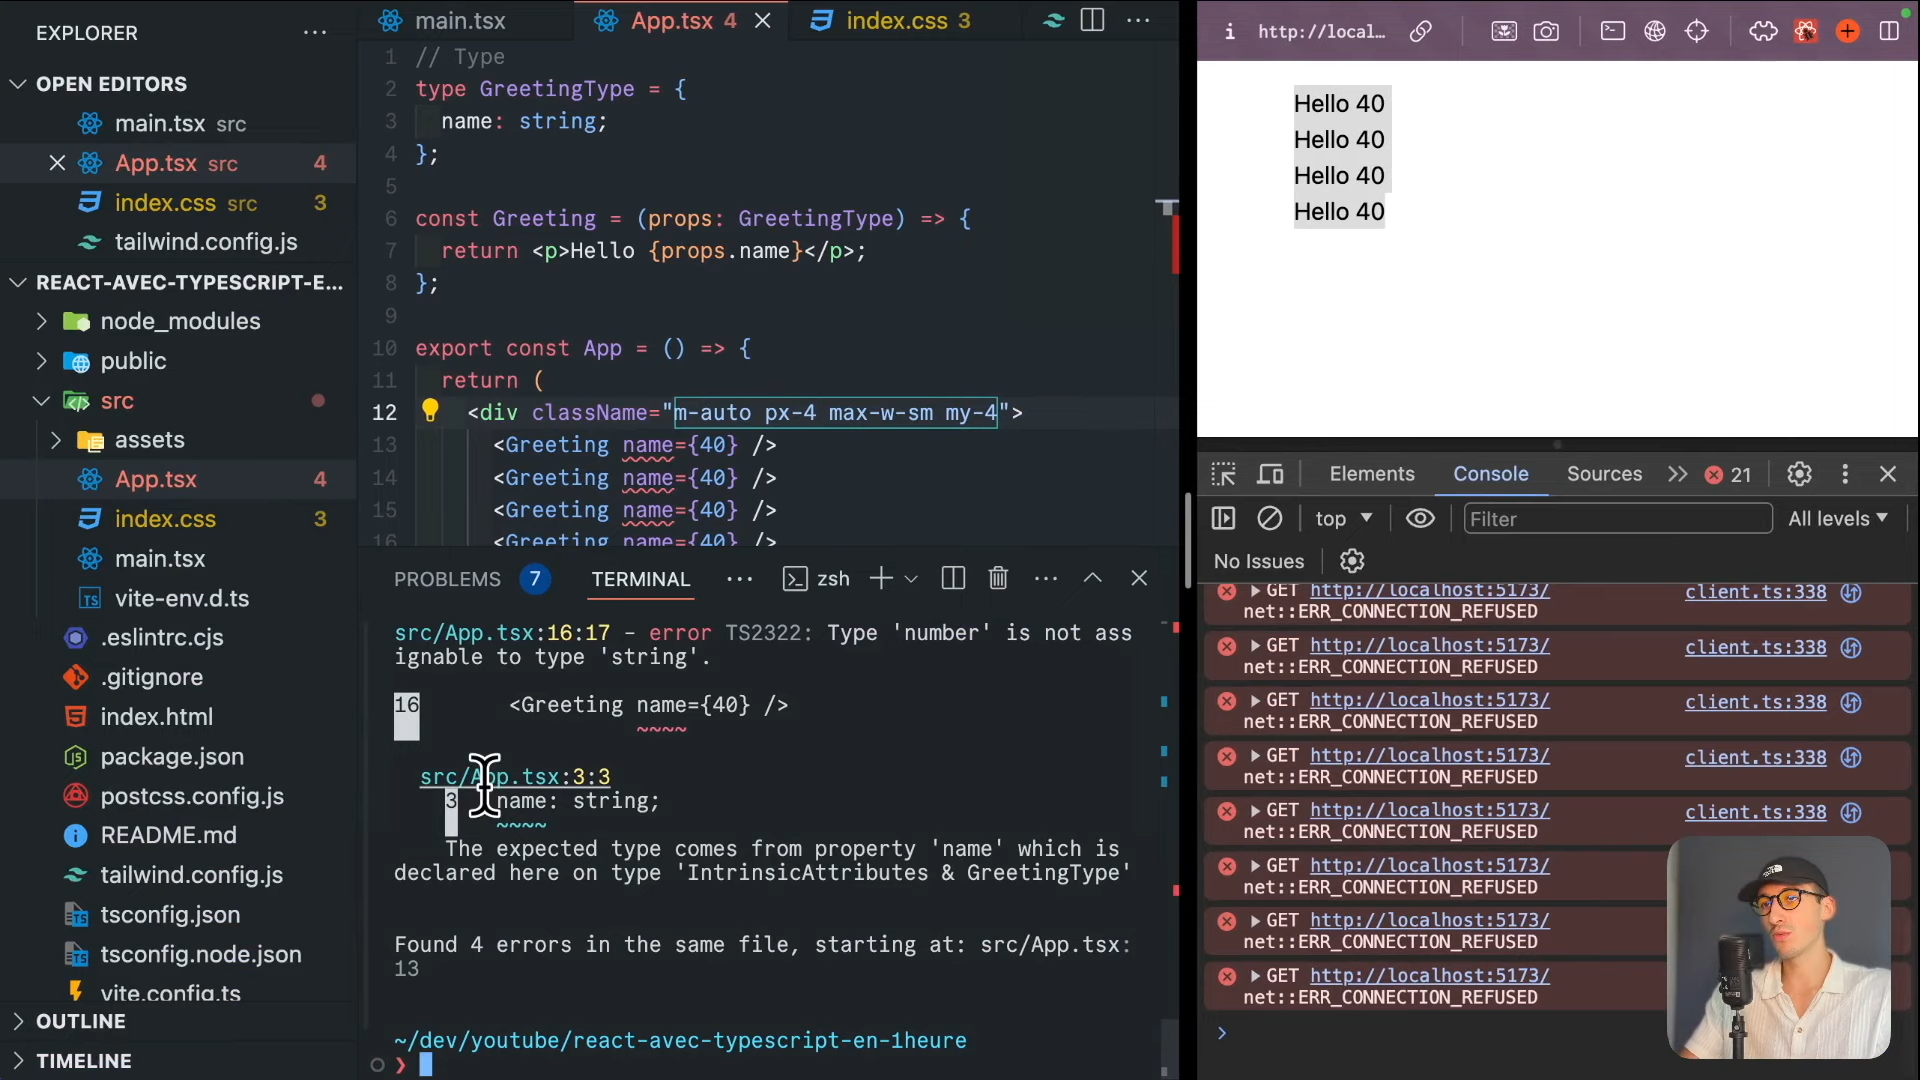 EXPLORER
OPEN EDITORS
main.tsx src
App.tsx src 4
index.css src 3
tailwind.config.js
REACT-AVEC-TYPESCRIPT-E...
node_modules
public
src
assets
App.tsx 4
index.css 3
main.tsx
vite-env.d.ts
.eslintrc.cjs
.gitignore
index.html
package.json
postcss.config.js
README.md
tailwind.config.js
tsconfig.json
tsconfig.node.json
vite.config.ts
OUTLINE
TIMELINE
main.tsx App.tsx 4 index.css 3
1 // Type
2 type GreetingType = {
3 name: string;
4 };
5
6 const Greeting = (props: GreetingType) => {
7 return <p>Hello {props.name}</p>;
8 };
9
10 export const App = () => {
11 return (
12 <div className="m-auto px-4 max-w-sm my-4">
13 <Greeting name={40} />
14 <Greeting name={40} />
15 <Greeting name={40} />
16 <Greeting name={40} />
PROBLEMS 7 TERMINAL zsh
src/App.tsx:16:17 - error TS2322: Type 'number' is not ass
ignable to type 'string'.
16 <Greeting name={40} />
~~~~
src/App.tsx:3:3
3 name: string;
~~~~
The expected type comes from property 'name' which is
declared here on type 'IntrinsicAttributes & GreetingType'
Found 4 errors in the same file, starting at: src/App.tsx:
13
~/dev/youtube/react-avec-typescript-en-1heure
❯
http://local...
Hello 40
Hello 40
Hello 40
Hello 40
Elements Console Sources 21
top Filter All levels
No Issues
GET http://localhost:5173/ client.ts:338
net::ERR_CONNECTION_REFUSED
GET http://localhost:5173/ client.ts:338
net::ERR_CONNECTION_REFUSED
GET http://localhost:5173/ client.ts:338
net::ERR_CONNECTION_REFUSED
GET http://localhost:5173/ client.ts:338
net::ERR_CONNECTION_REFUSED
GET http://localhost:5173/ client.ts:338
net::ERR_CONNECTION_REFUSED
GET http://localhost:5173/
net::ERR_CONNECTION_REFUSED
GET http://localhost:5173/
net::ERR_CONNECTION_REFUSED
GET http://localhost:5173/
net::ERR_CONNECTION_REFUSED